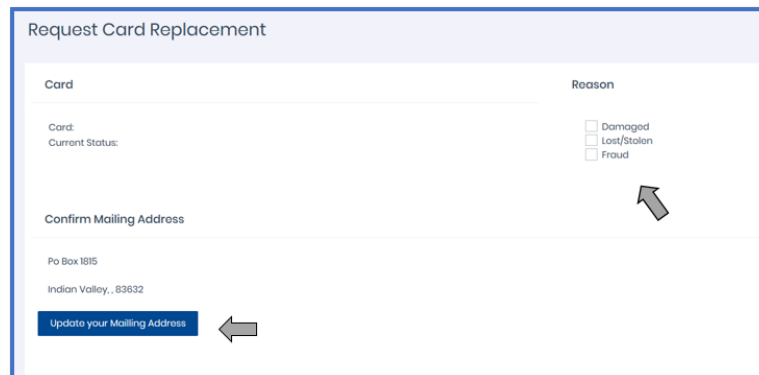 Request Card Replacement
Card
Reason
Card:
Current Status:
Damaged
Lost/Stolen
Fraud
Confirm Mailing Address
Po Box 1815
Indian Valley, , 83632
Update your Mailling Address